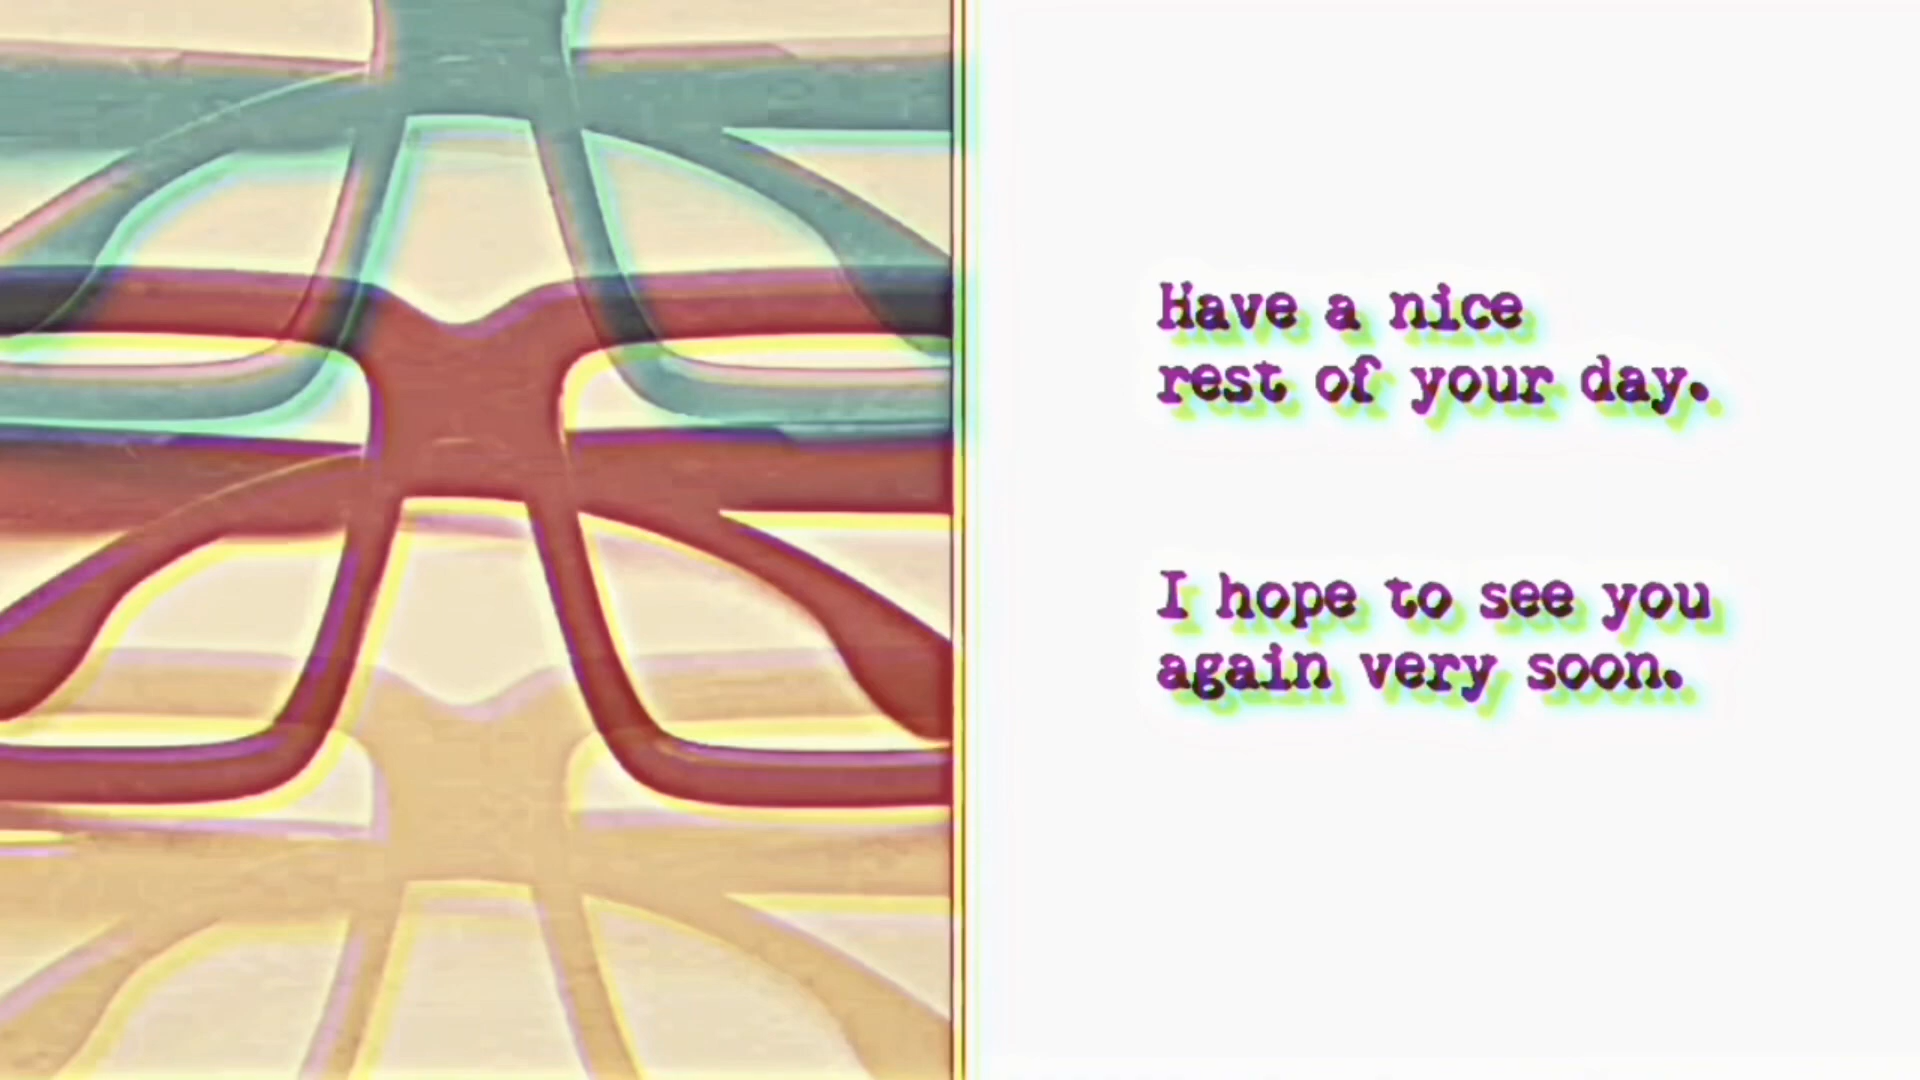 Have a nice
rest of your day.
I hope to see you
again very soon.